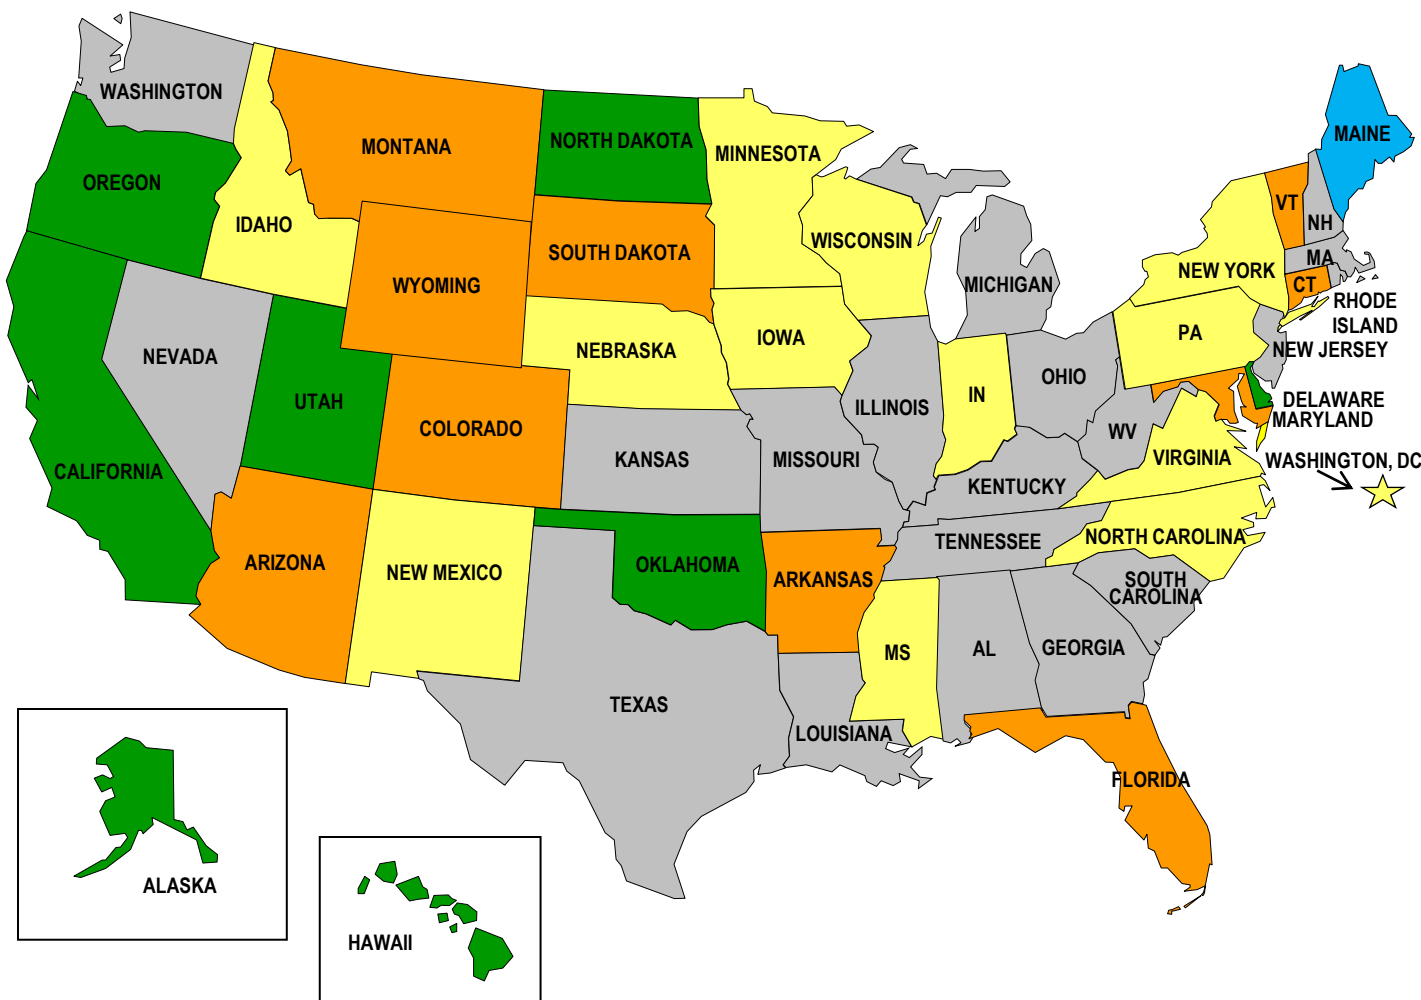 WASHINGTON
MONTANA
NORTH DAKOTA
MINNESOTA
MAINE
OREGON
IDAHO
VT
NH
WISCONSIN
SOUTH DAKOTA
MA
NEW YORK
WYOMING
MICHIGAN
CT
RHODE
ISLAND
PA
IOWA
NEBRASKA
NEVADA
NEW JERSEY
OHIO
IN
UTAH
ILLINOIS
DELAWARE
MARYLAND
COLORADO
WV
KANSAS
MISSOURI
VIRGINIA
WASHINGTON, DC
CALIFORNIA
KENTUCKY
NORTH CAROLINA
TENNESSEE
ARIZONA
NEW MEXICO
OKLAHOMA
ARKANSAS
SOUTH
CAROLINA
MS
AL
GEORGIA
TEXAS
LOUISIANA
FLORIDA
ALASKA
HAWAII